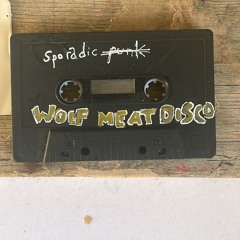 sporadic punk
WOLF MEAT DISCO